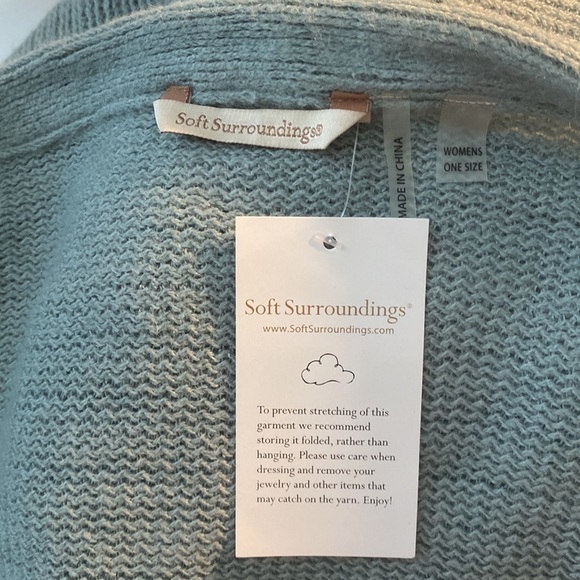 Soft Surroundings®
MADE IN CHINA
WOMENS
ONE SIZE
Soft Surroundings®
www.SoftSurroundings.com
To prevent stretching of this
garment we recommend
storing it folded, rather than
hanging. Please use care when
dressing and remove your
jewelry and other items that
may catch on the yarn. Enjoy!